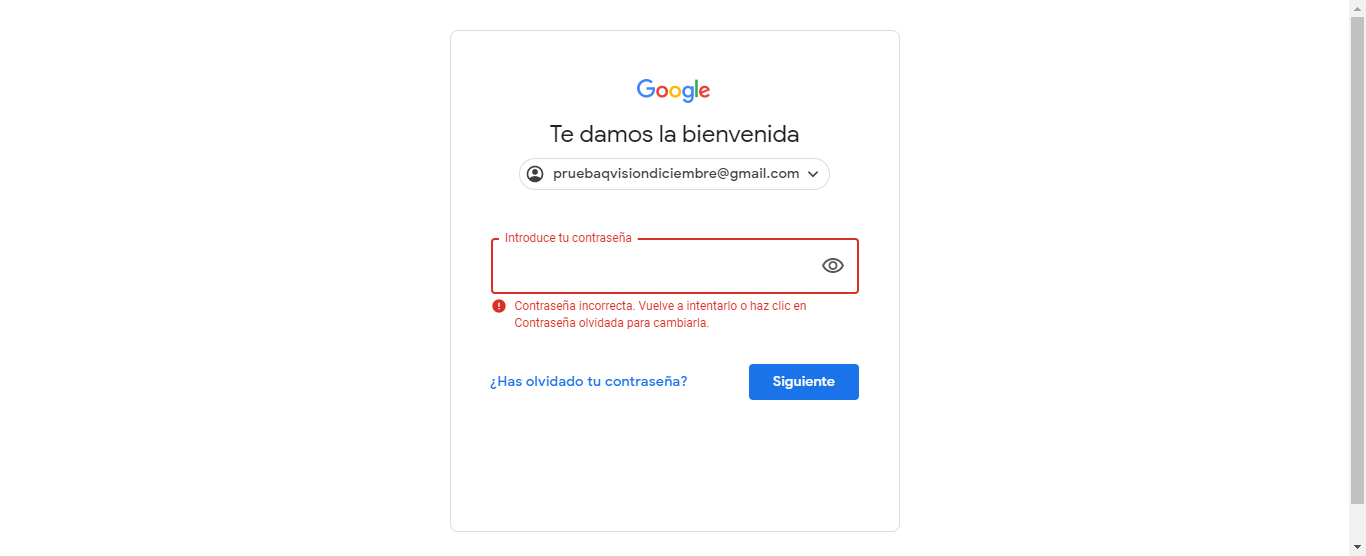 Google
Te damos la bienvenida
pruebaqvisiondiciembre@gmail.com
Introduce tu contraseña
Contraseña incorrecta. Vuelve a intentarlo o haz clic en
Contraseña olvidada para cambiarla.
¿Has olvidado tu contraseña?
Siguiente